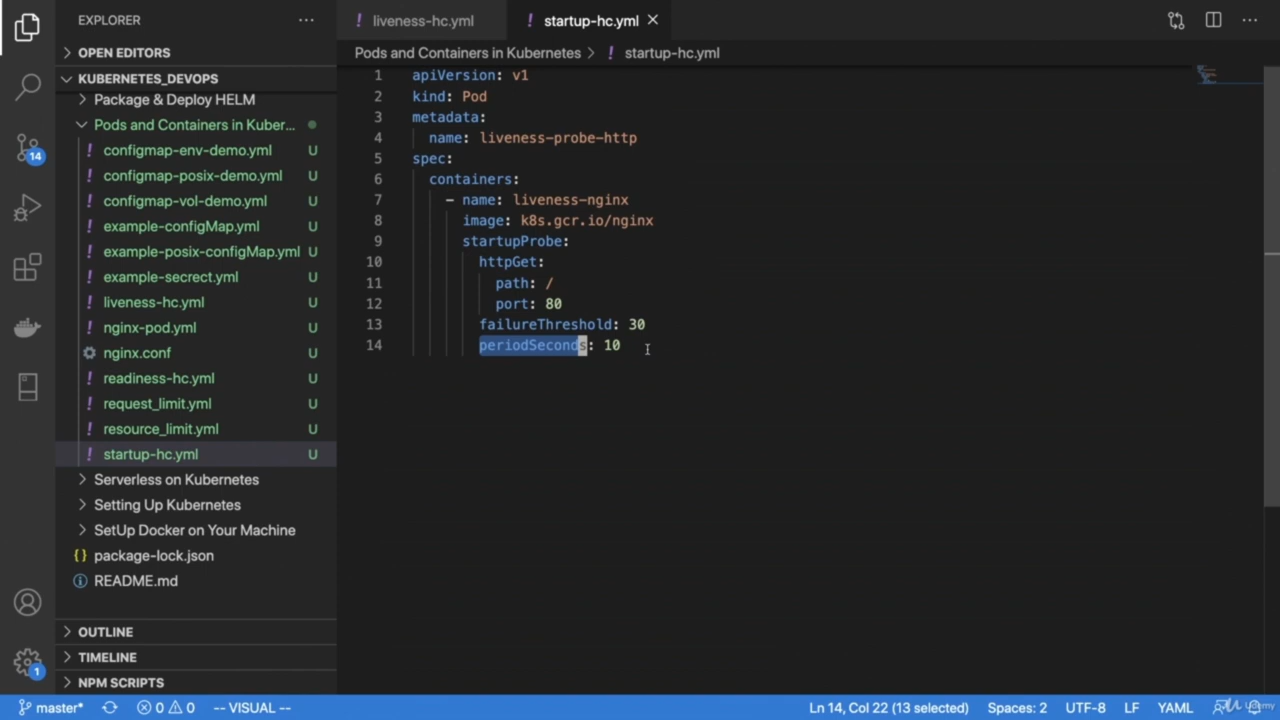 EXPLORER
liveness-hc.yml
startup-hc.yml
OPEN EDITORS
Pods and Containers in Kubernetes > ! startup-hc.yml
KUBERNETES_DEVOPS
Package & Deploy HELM
Pods and Containers in Kuber...
! configmap-env-demo.yml U
! configmap-posix-demo.yml U
! configmap-vol-demo.yml U
! example-configMap.yml U
! example-posix-configMap.yml U
! example-secrect.yml U
! liveness-hc.yml U
! nginx-pod.yml U
nginx.conf U
! readiness-hc.yml U
! request_limit.yml U
! resource_limit.yml U
! startup-hc.yml U
Serverless on Kubernetes
Setting Up Kubernetes
SetUp Docker on Your Machine
{} package-lock.json
README.md
OUTLINE
TIMELINE
NPM SCRIPTS
14
1
1 apiVersion: v1
2 kind: Pod
3 metadata:
4 name: liveness-probe-http
5 spec:
6 containers:
7 - name: liveness-nginx
8 image: k8s.gcr.io/nginx
9 startupProbe:
10 httpGet:
11 path: /
12 port: 80
13 failureThreshold: 30
14 periodSeconds: 10
master* 0 0 -- VISUAL -- Ln 14, Col 22 (13 selected) Spaces: 2 UTF-8 LF YAML Udemy